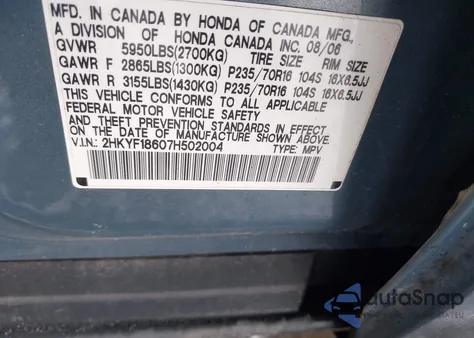 MFD. IN CANADA BY HONDA OF CANADA MFG.,
A DIVISION OF HONDA CANADA INC. 08/06
GVWR 5950LBS(2700KG) TIRE SIZE RIM SIZE
GAWR F 2865LBS(1300KG) P235/70R16 104S 16X6.5JJ
GAWR R 3155LBS(1430KG) P235/70R16 104S 16X6.5JJ
THIS VEHICLE CONFORMS TO ALL APPLICABLE
FEDERAL MOTOR VEHICLE SAFETY
AND THEFT PREVENTION STANDARDS IN EFFECT
ON THE DATE OF MANUFACTURE SHOWN ABOVE.
V.I.N.: 2HKYF18607H502004 TYPE: MPV
autoSnap